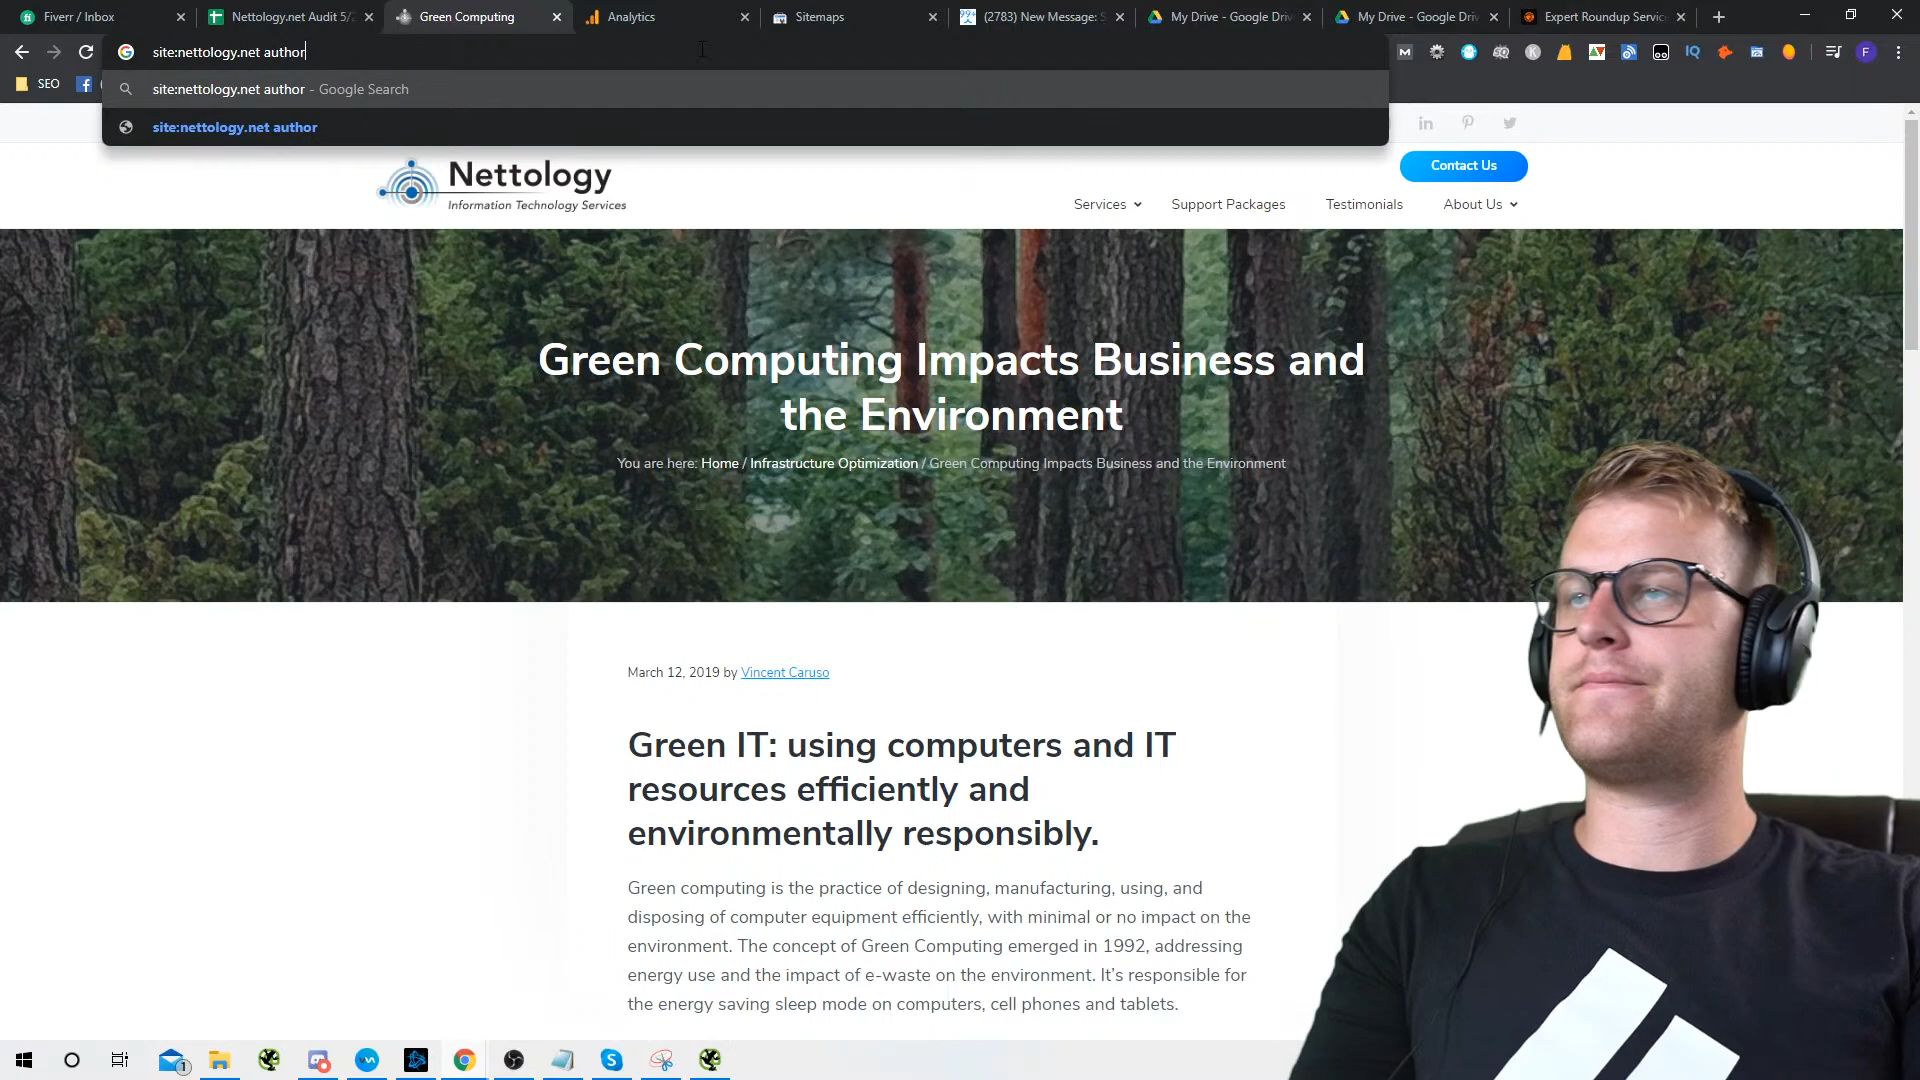 Fiverr / Inbox
Nettology.net Audit 5/
Green Computing
Analytics
Sitemaps
(2783) New Message: S
My Drive - Google Driv
My Drive - Google Driv
Expert Roundup Servic
site:nettology.net author
SEO
site:nettology.net author - Google Search
site:nettology.net author
Nettology
Information Technology Services
Contact Us
Services
Support Packages
Testimonials
About Us
Green Computing Impacts Business and
the Environment
You are here: Home / Infrastructure Optimization / Green Computing Impacts Business and the Environment
March 12, 2019 by Vincent Caruso
Green IT: using computers and IT
resources efficiently and
environmentally responsibly.
Green computing is the practice of designing, manufacturing, using, and
disposing of computer equipment efficiently, with minimal or no impact on the
environment. The concept of Green Computing emerged in 1992, addressing
energy use and the impact of e-waste on the environment. It's responsible for
the energy saving sleep mode on computers, cell phones and tablets.